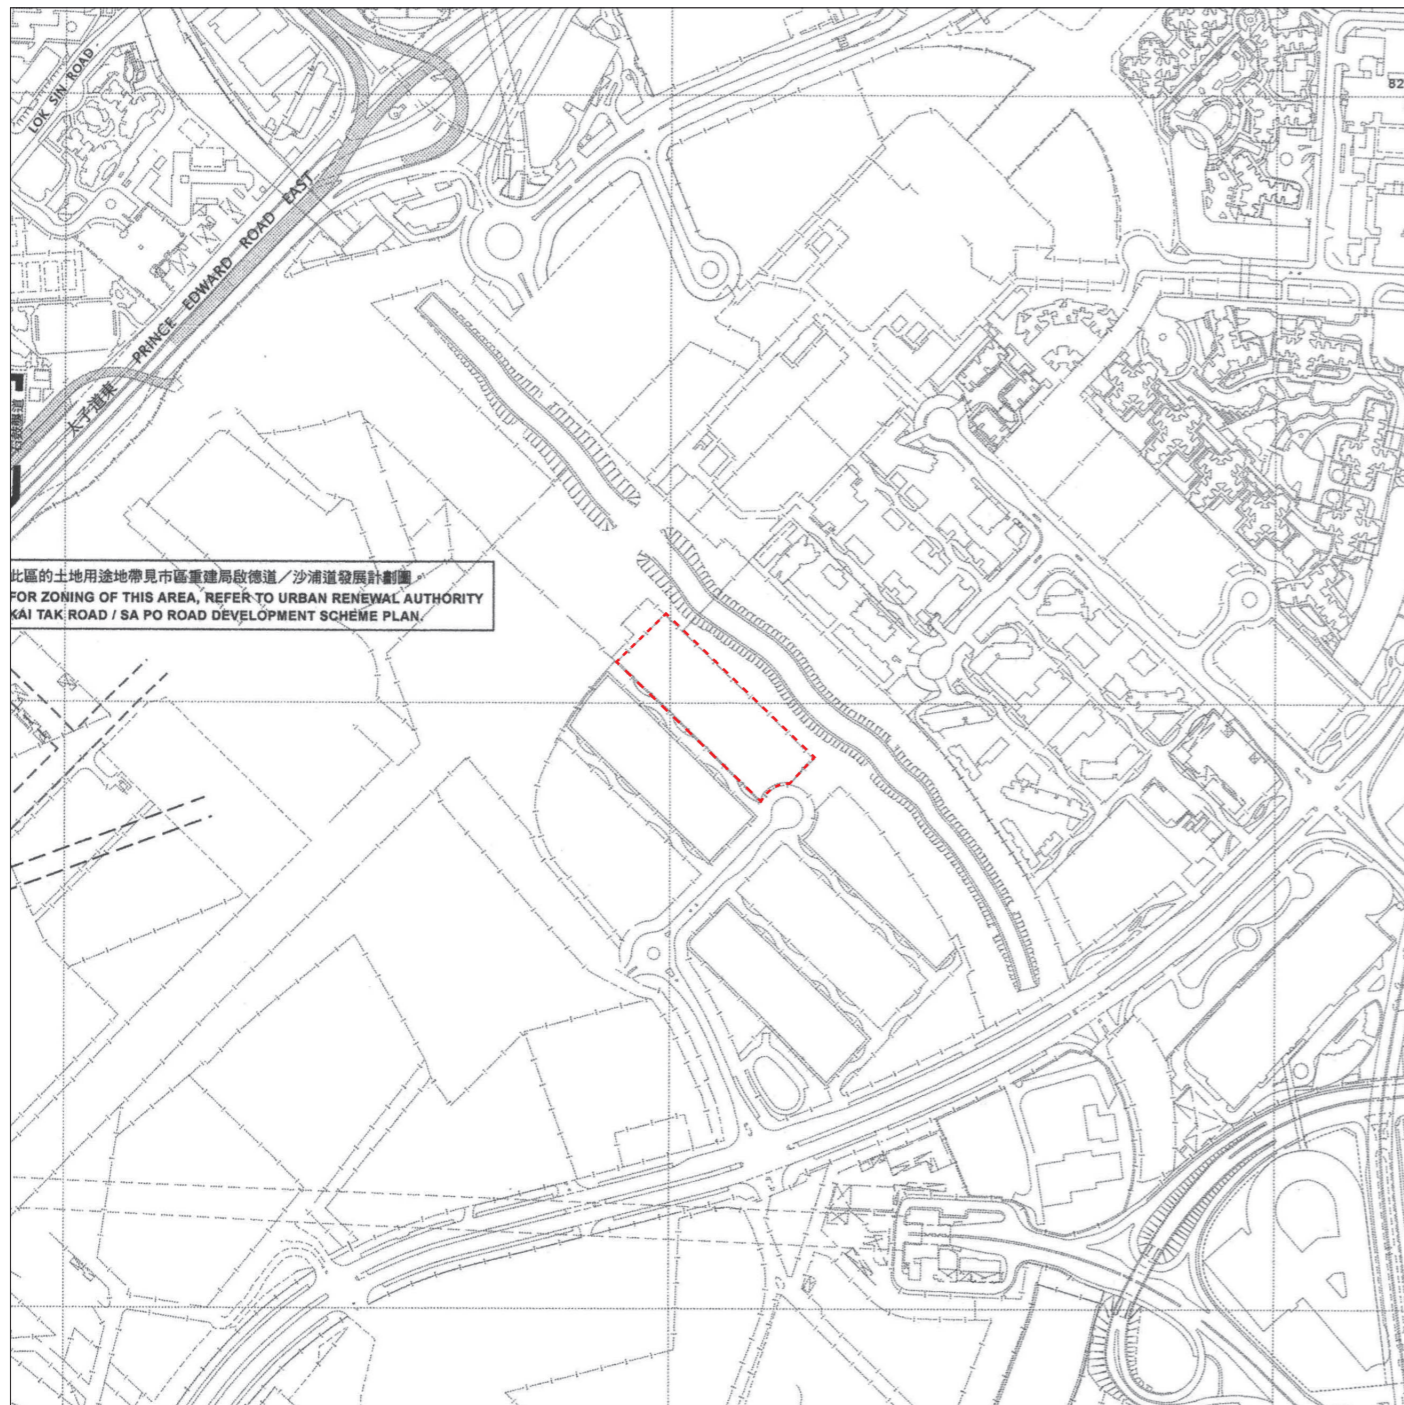 LOK SIN ROAD
82
PRINCE EDWARD ROAD EAST
太子道東
此區的土地用途地帶見市區重建局啟德道／沙浦道發展計劃圖。
FOR ZONING OF THIS AREA, REFER TO URBAN RENEWAL AUTHORITY
KAI TAK ROAD / SA PO ROAD DEVELOPMENT SCHEME PLAN.